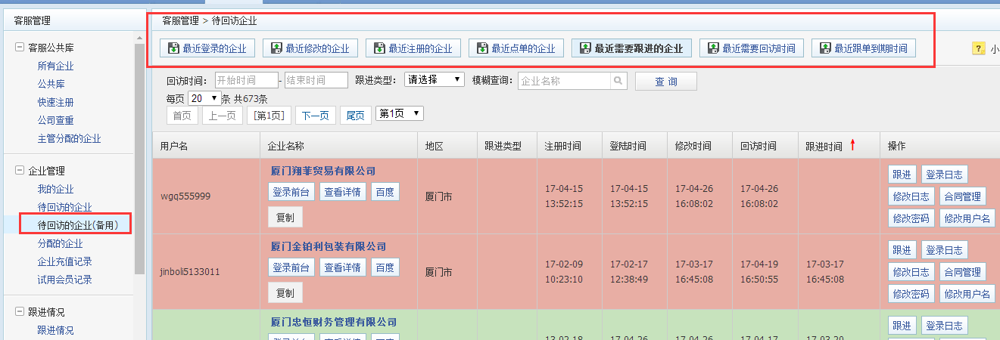 客服管理
客服公共库
所有企业
公共库
快速注册
公司查重
主管分配的企业
企业管理
我的企业
待回访的企业
待回访的企业(备用)
分配的企业
企业充值记录
试用会员记录
跟进情况
跟进情况
客服管理 > 待回访企业
最近登录的企业 最近修改的企业 最近注册的企业 最近点单的企业 最近需要跟进的企业 最近需要回访时间 最近跟单到期时间 ? 小
回访时间： 开始时间 - 结束时间 跟进类型： 请选择 模糊查询： 企业名称 查 询
每页 20 条 共673条
首页 上一页 [第1页] 下一页 尾页 第1页
用户名 企业名称 地区 跟进类型 注册时间 登陆时间 修改时间 回访时间 跟进时间 操作
wgq555999
厦门翔菲贸易有限公司
登录前台 查看详情 百度
复制
厦门市
17-04-15
13:52:15
17-04-15
13:52:15
17-04-26
16:08:02
17-04-26
16:08:02
跟进 登录日志
修改日志 合同管理
修改密码 修改用户名
jinboli5133011
厦门金铂利包装有限公司
登录前台 查看详情 百度
复制
厦门市
17-02-09
10:23:10
17-02-17
12:38:49
17-03-17
16:45:08
17-04-19
16:50:55
17-03-17
16:45:08
跟进 登录日志
修改日志 合同管理
修改密码 修改用户名
厦门忠恒财务管理有限公司
登录前台 查看详情 百度
13-02-18 17-04-26 17-04-26 17-04-17 17-03-20
跟进 登录日志